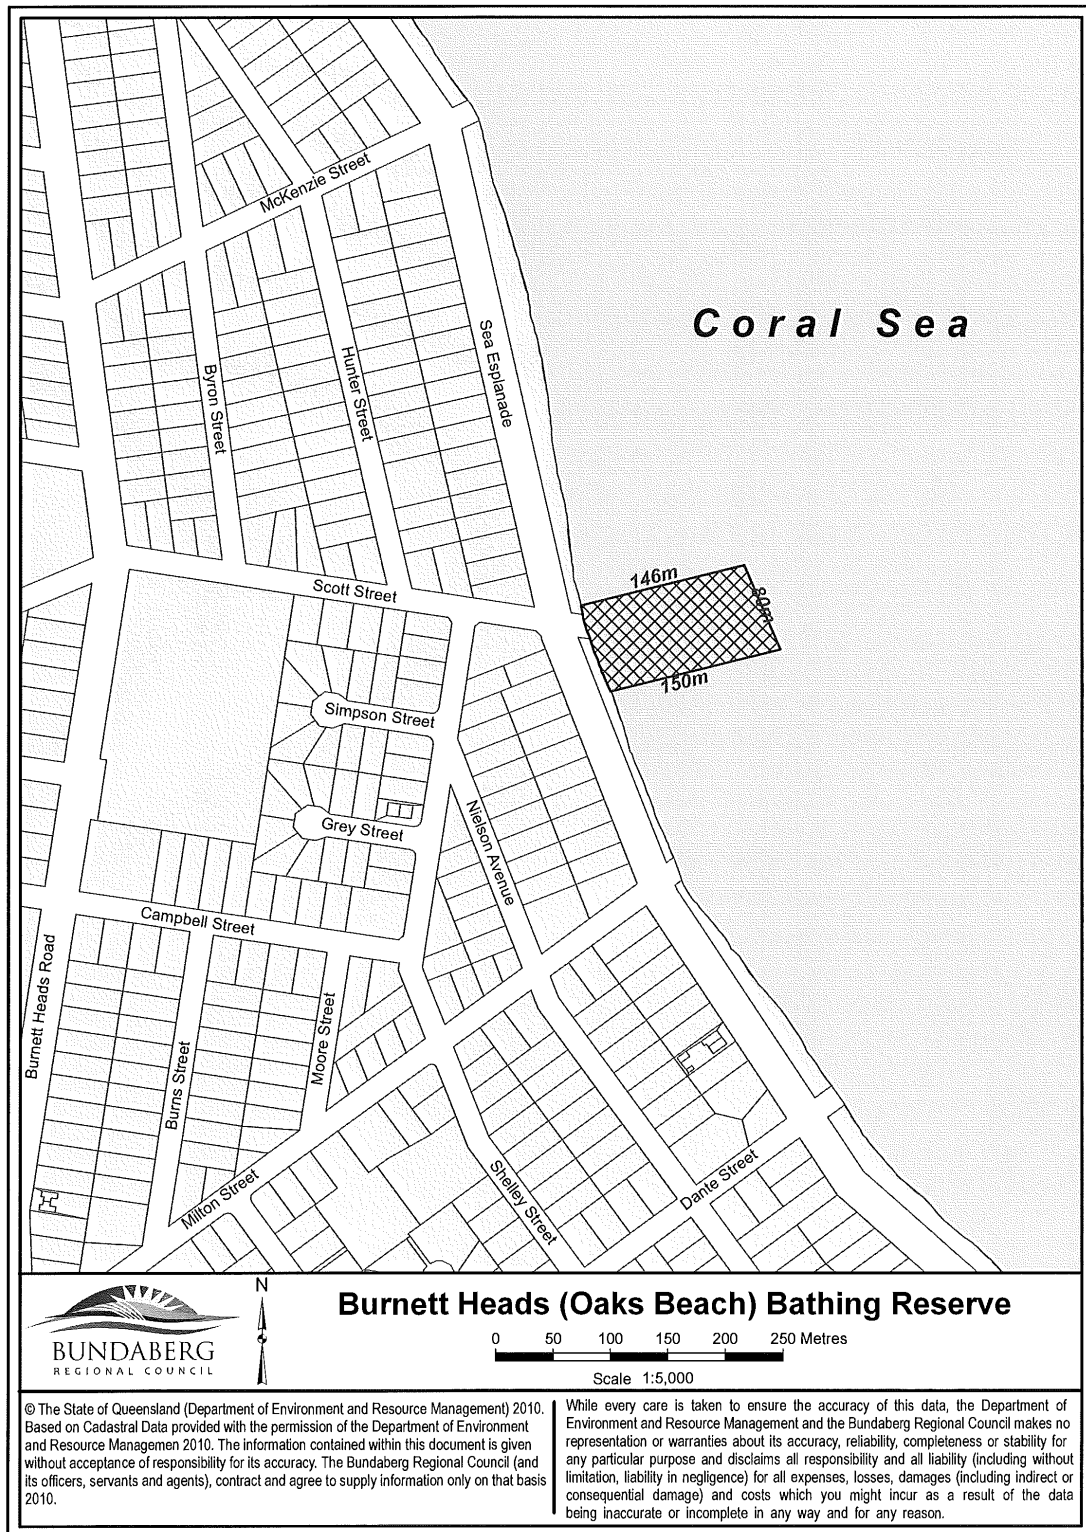 McKenzie Street
Coral Sea
Sea Esplanade
Hunter Street
Byron Street
146m
80m
150m
Scott Street
Simpson Street
Grey Street
Nielson Avenue
Campbell Street
Burnett Heads Road
Moore Street
Burns Street
Milton Street
Shelley Street
Dante Street
BUNDABERG
REGIONAL COUNCIL
N
Burnett Heads (Oaks Beach) Bathing Reserve
0 50 100 150 200 250 Metres
Scale 1:5,000
© The State of Queensland (Department of Environment and Resource Management) 2010.
Based on Cadastral Data provided with the permission of the Department of Environment
and Resource Managemen 2010. The information contained within this document is given
without acceptance of responsibility for its accuracy. The Bundaberg Regional Council (and
its officers, servants and agents), contract and agree to supply information only on that basis
2010.
While every care is taken to ensure the accuracy of this data, the Department of
Environment and Resource Management and the Bundaberg Regional Council makes no
representation or warranties about its accuracy, reliability, completeness or stability for
any particular purpose and disclaims all responsibility and all liability (including without
limitation, liability in negligence) for all expenses, losses, damages (including indirect or
consequential damage) and costs which you might incur as a result of the data
being inaccurate or incomplete in any way and for any reason.